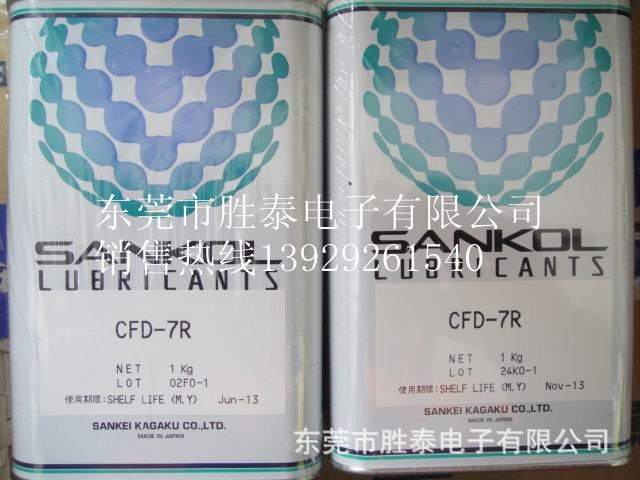 SANKOL
LUBRICANTS
CFD-7R
NET 1 Kg
LOT 02F0-1
使用期限:SHELF LIFE (M.Y) Jun-13
SANKEI KAGAKU CO.,LTD.
MADE IN JAPAN
SANKOL
LUBRICANTS
CFD-7R
NET 1 Kg
LOT 24K0-1
使用期限:SHELF LIFE (M.Y) Nov-13
SANKEI KAGAKU CO.,LTD.
MADE IN JAPAN
东莞市胜泰电子有限公司
销售热线13929261540
东莞市胜泰电子有限公司